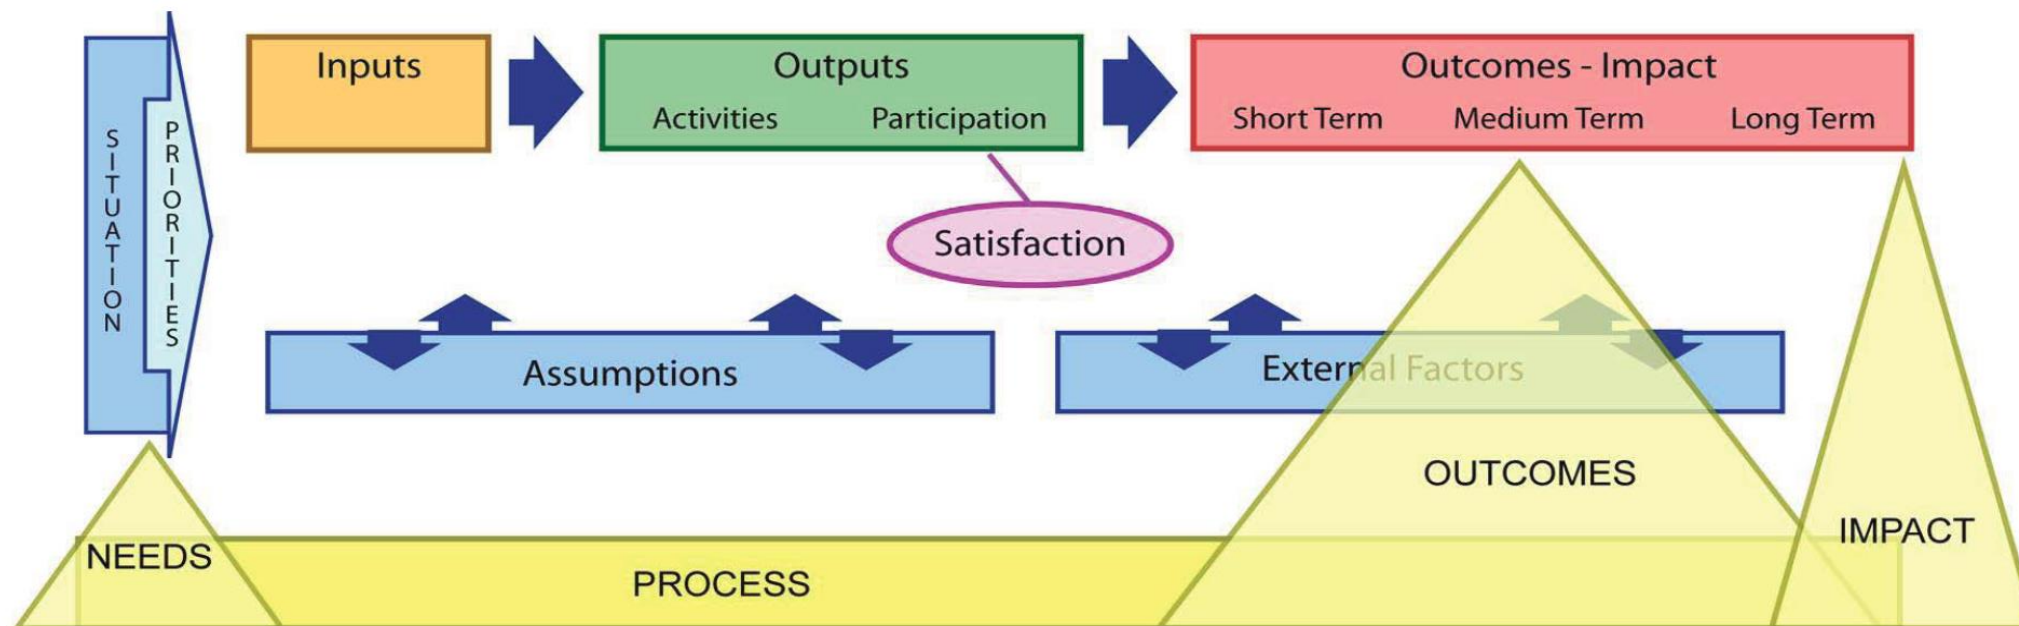 SITUATION
PRIORITIES
Inputs
Outputs
Activities Participation
Outcomes - Impact
Short Term Medium Term Long Term
Satisfaction
Assumptions
External Factors
OUTCOMES
NEEDS
PROCESS
IMPACT